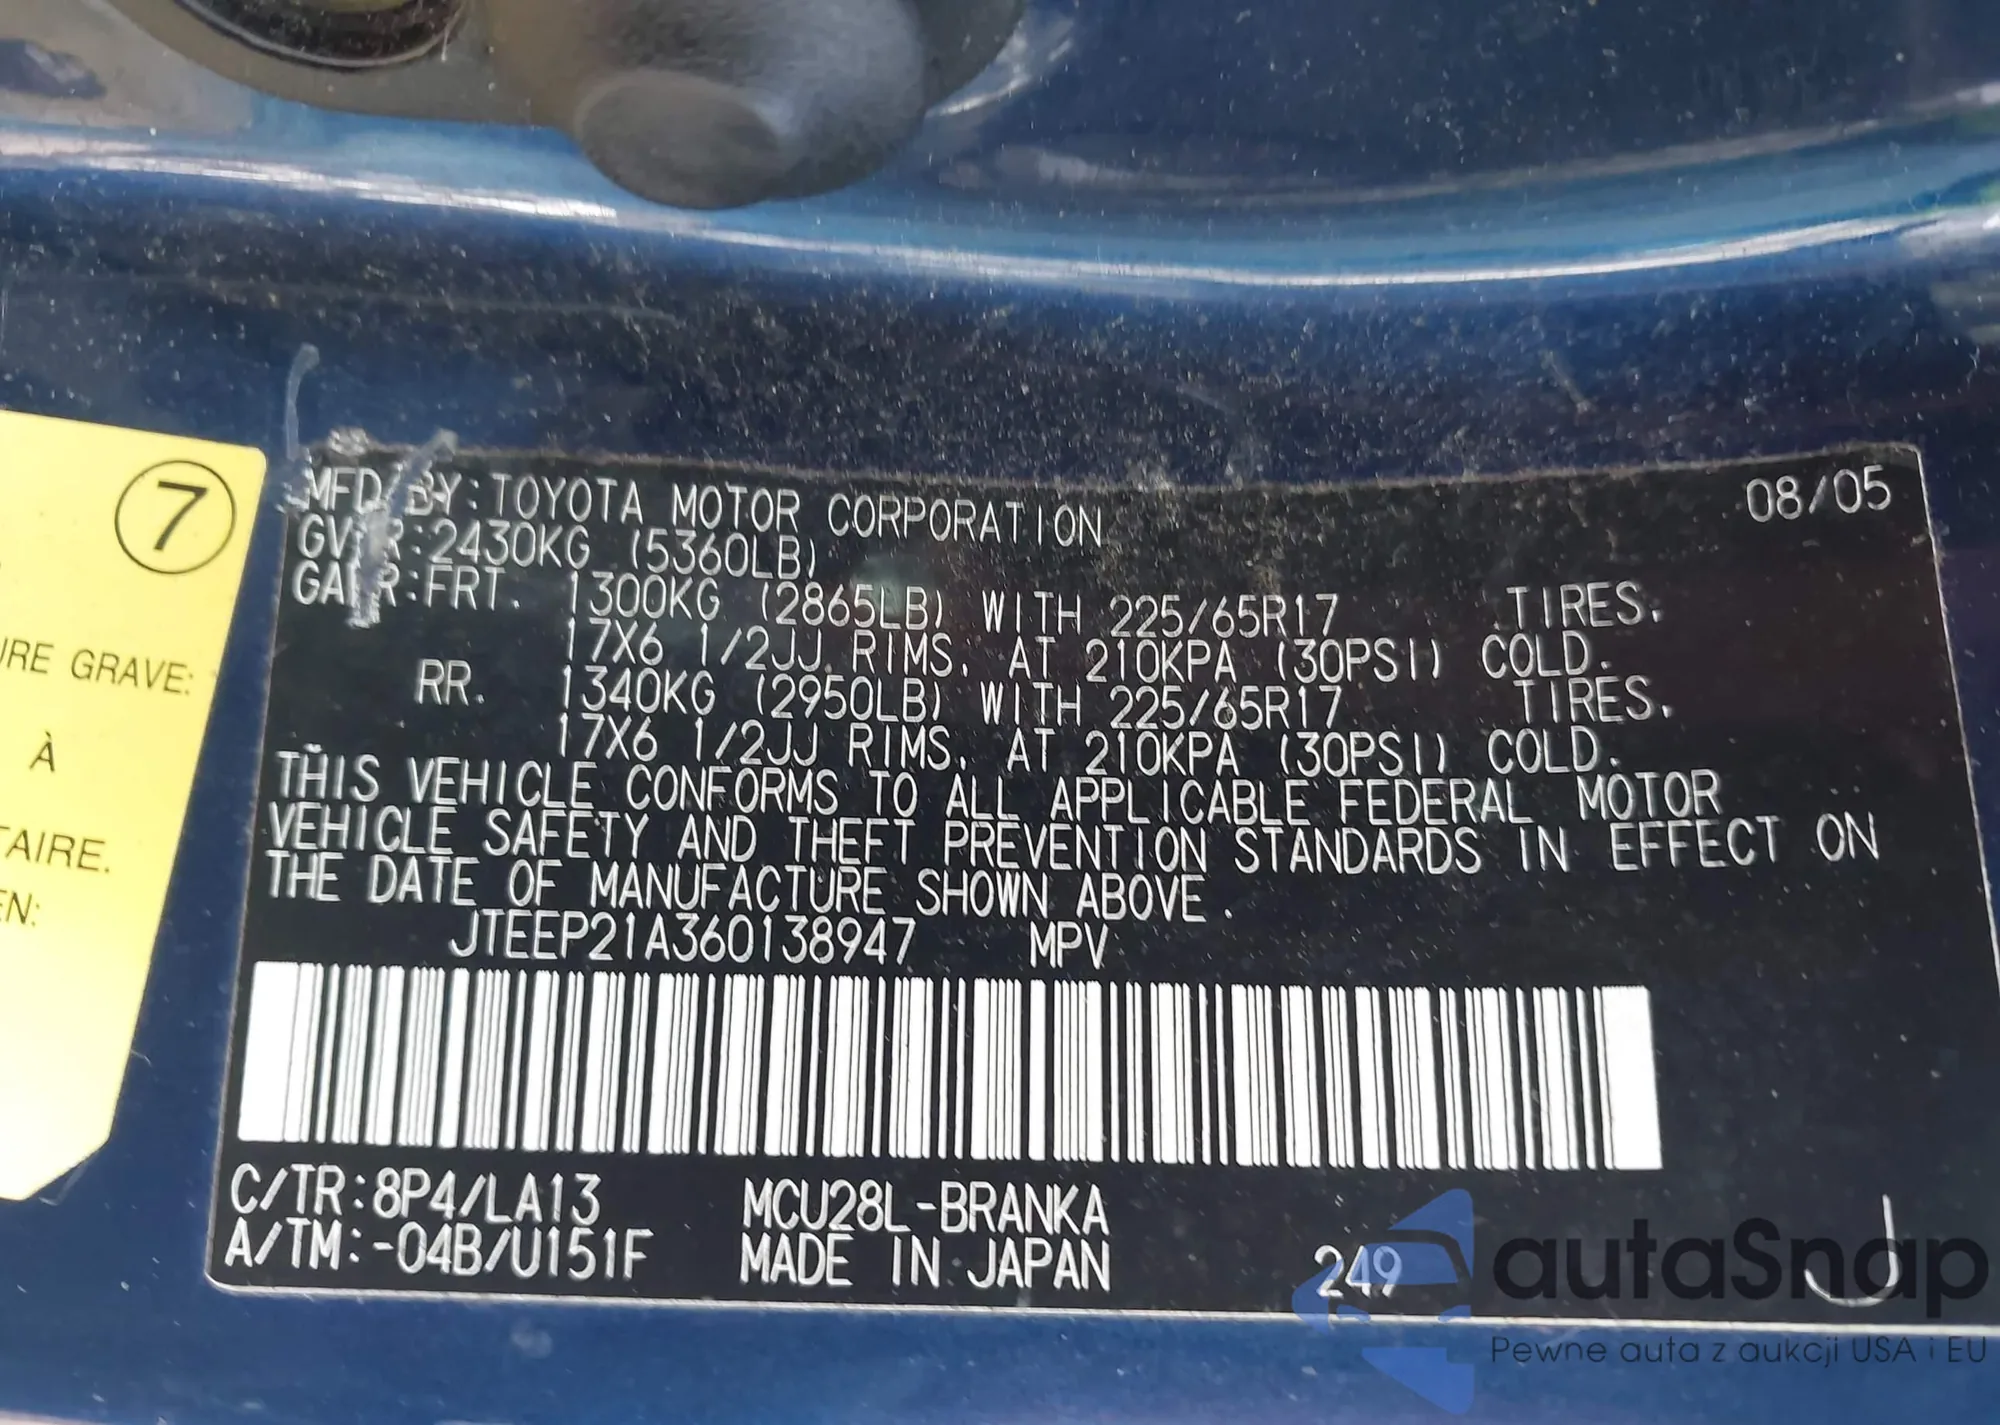 7
URE GRAVE:
À
TAIRE.
EN:
MFD BY:TOYOTA MOTOR CORPORATION 08/05
GVWR:2430KG (5360LB)
GAWR:FRT. 1300KG (2865LB) WITH 225/65R17 TIRES.
17X6 1/2JJ RIMS. AT 210KPA (30PSI) COLD.
RR. 1340KG (2950LB) WITH 225/65R17 TIRES.
17X6 1/2JJ RIMS. AT 210KPA (30PSI) COLD.
THIS VEHICLE CONFORMS TO ALL APPLICABLE FEDERAL MOTOR
VEHICLE SAFETY AND THEFT PREVENTION STANDARDS IN EFFECT ON
THE DATE OF MANUFACTURE SHOWN ABOVE.
JTEEP21A360138947 MPV
C/TR:8P4/LA13 MCU28L-BRANKA
A/TM:-04B/U151F MADE IN JAPAN 249 J
autaSnap
Pewne auta z aukcji USA i EU